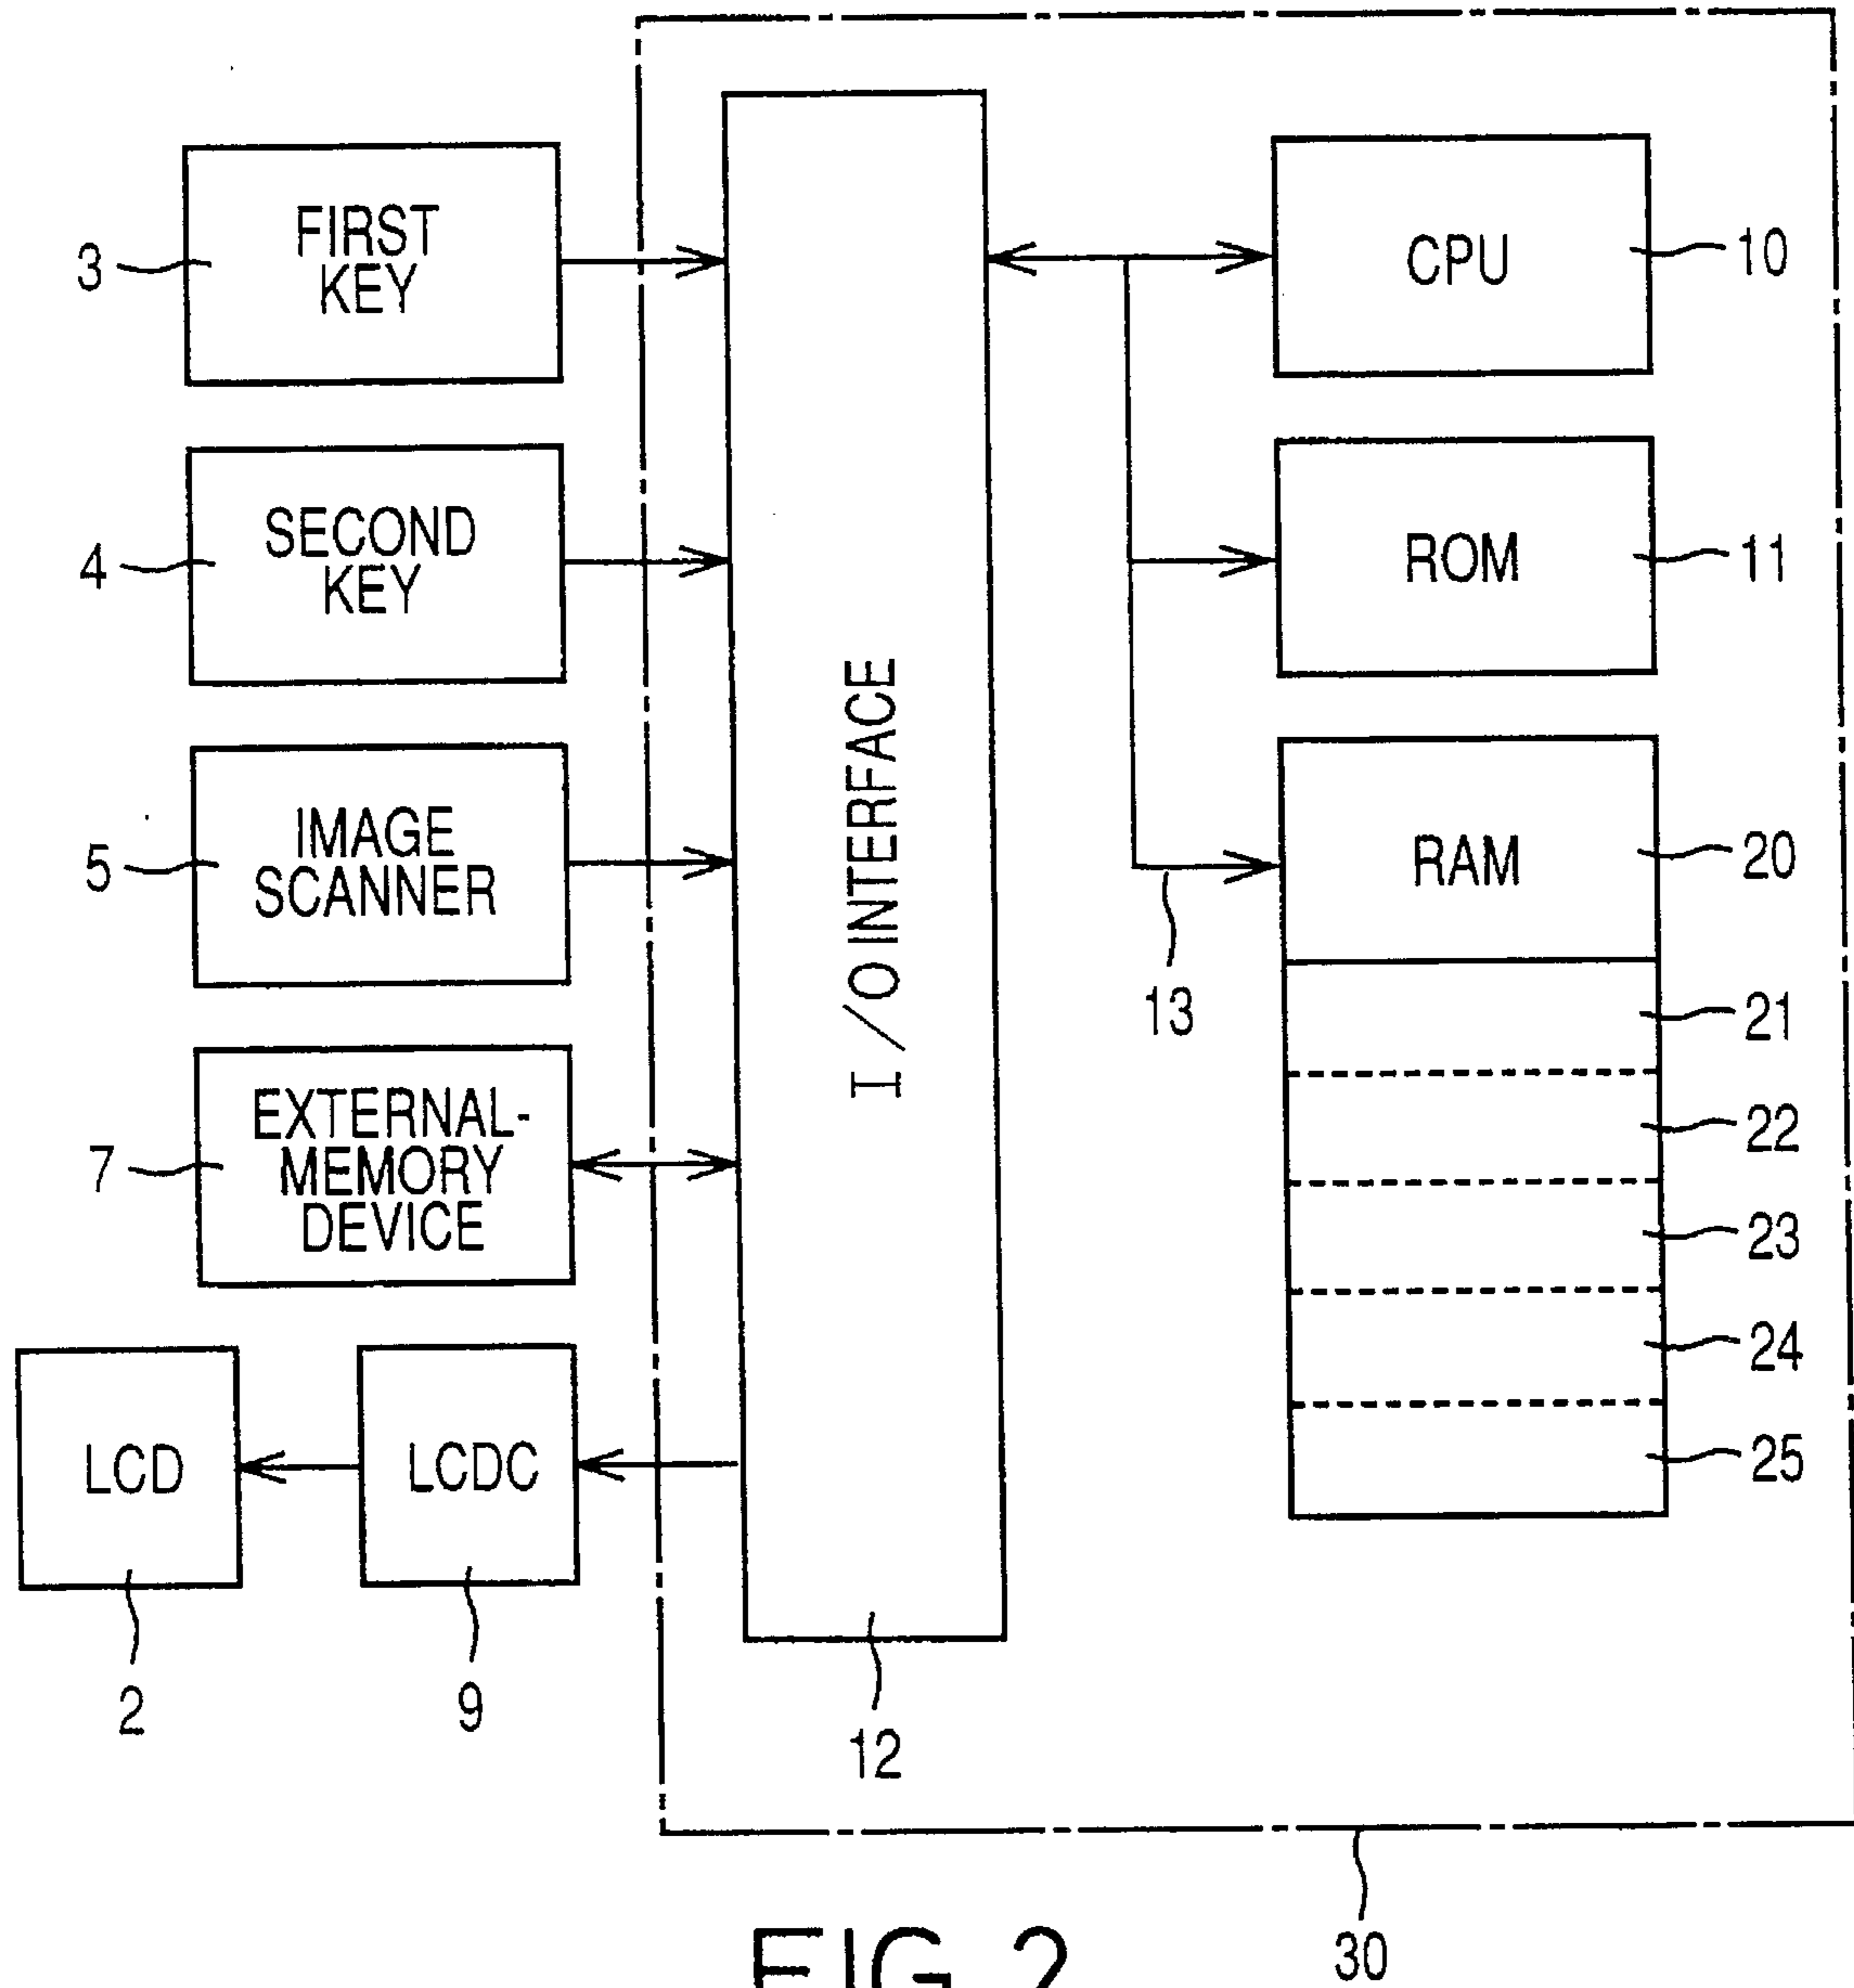 FIRST
KEY
3
CPU
10
SECOND
KEY
4
ROM
11
IMAGE
SCANNER
5
I/O INTERFACE
RAM
20
13
21
EXTERNAL-
MEMORY
DEVICE
7
22
23
24
LCD
LCDC
25
2
9
12
30
FIG. 2